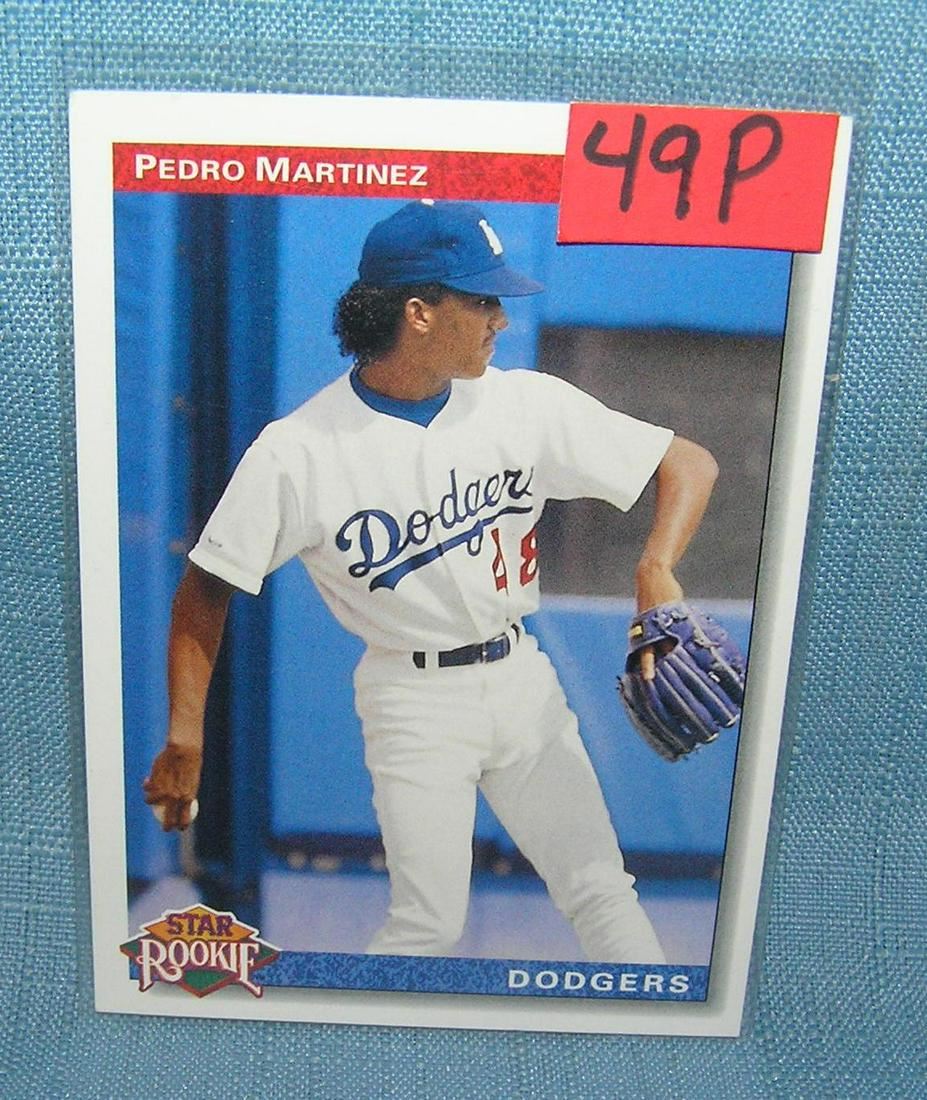 PEDRO MARTINEZ
49P
Dodgers
48
STAR
ROOKIE
DODGERS